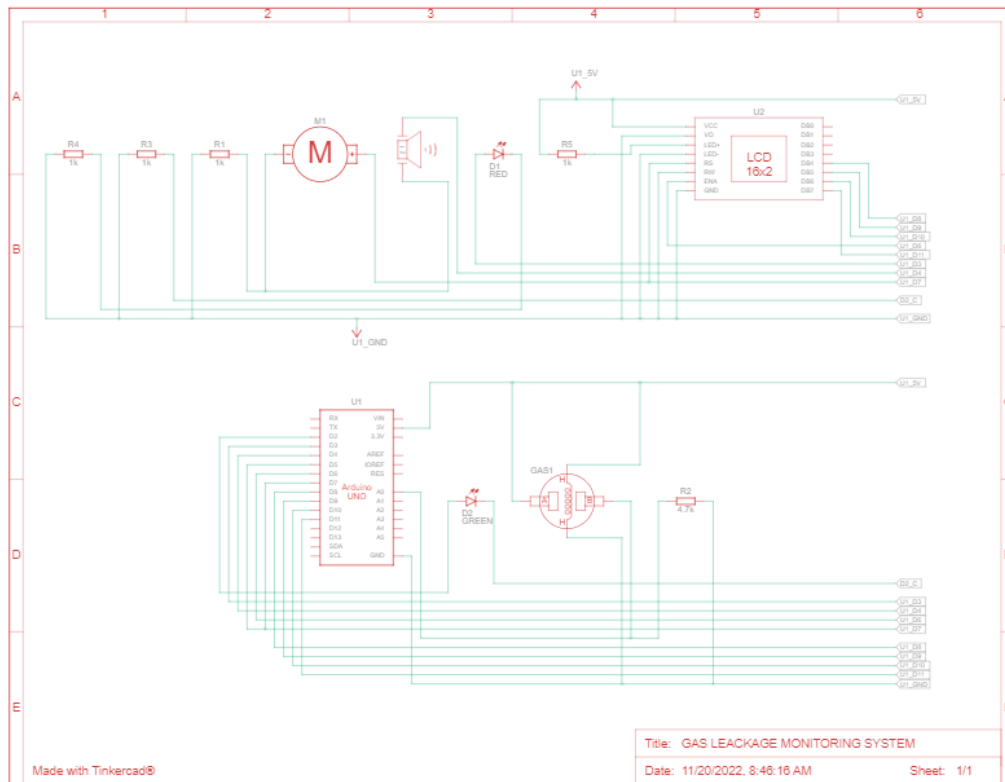 1 2 3 4 5 6
A
U1_5V
U1_5V
M1
M
R4
1k
R3
1k
R1
1k
D1
RED
R5
1k
U2
LCD
16x2
VCC
VO
LED+
LED-
RS
RW
ENA
GND
DB0
DB1
DB2
DB3
DB4
DB5
DB6
DB7
B
U1_D8
U1_D9
U1_D10
U1_D11
U1_D3
U1_D4
U1_D7
D2_C
U1_GND
U1_GND
C
U1_5V
U1
RX
TX
D2
D3
D4
D5
D6
D7
D8
D9
D10
D11
D12
D13
SDA
SCL
Arduino
UNO
VIN
5V
3.3V
AREF
IOREF
RES
A0
A1
A2
A3
A4
A5
GND
D2
GREEN
GAS1
H
H
R2
4.7k
D
D2_C
U1_D3
U1_D4
U1_D7
U1_D8
U1_D9
U1_D10
U1_D11
U1_GND
E
Title: GAS LEACKAGE MONITORING SYSTEM
Made with Tinkercad®
Date: 11/20/2022, 8:46:16 AM Sheet: 1/1